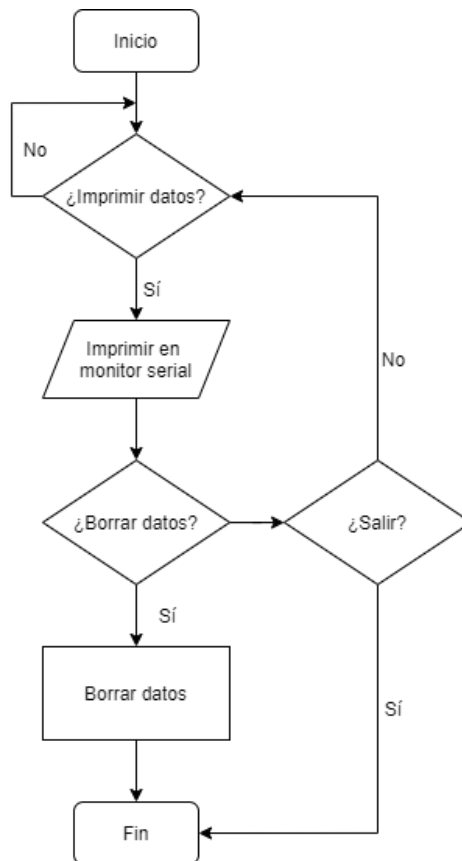 Inicio
No
¿Imprimir datos?
Sí
Imprimir en
monitor serial
No
¿Borrar datos?
¿Salir?
Sí
Borrar datos
Sí
Fin